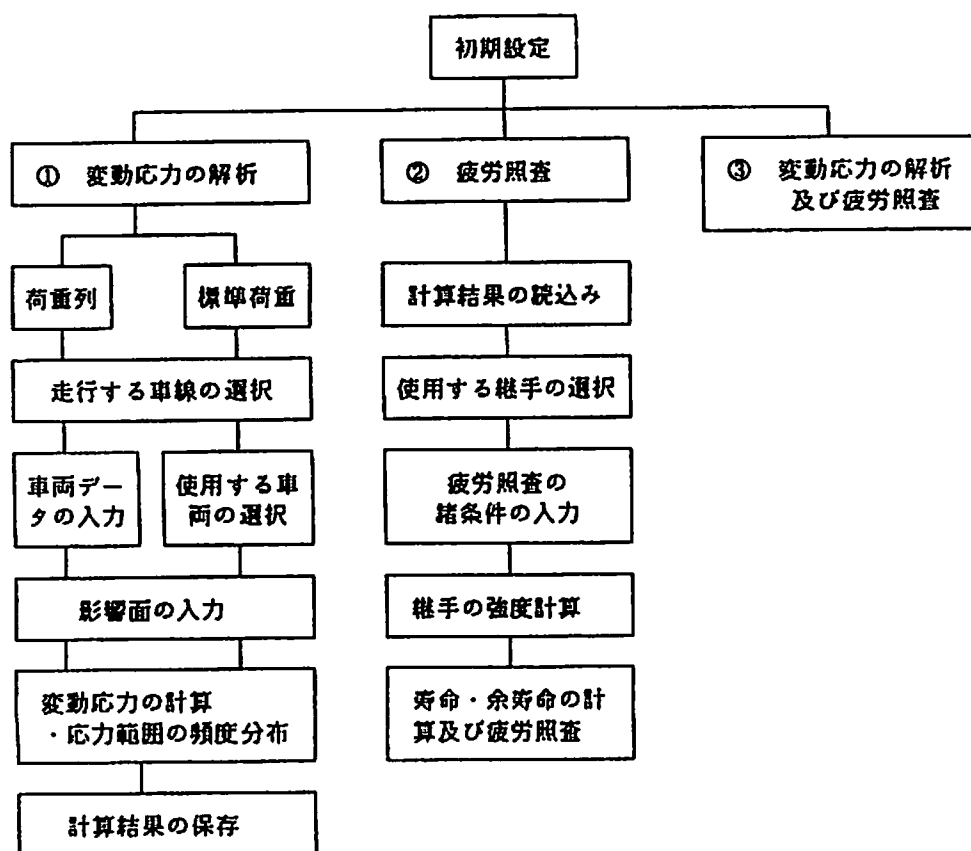 初期設定
① 変動応力の解析
② 疲労照査
③ 変動応力の解析
及び疲労照査
荷重列
標準荷重
走行する車線の選択
車両デー
タの入力
使用する車
両の選択
影響面の入力
変動応力の計算
・応力範囲の頻度分布
計算結果の保存
計算結果の読込み
使用する継手の選択
疲労照査の
諸条件の入力
継手の強度計算
寿命・余寿命の計
算及び疲労照査